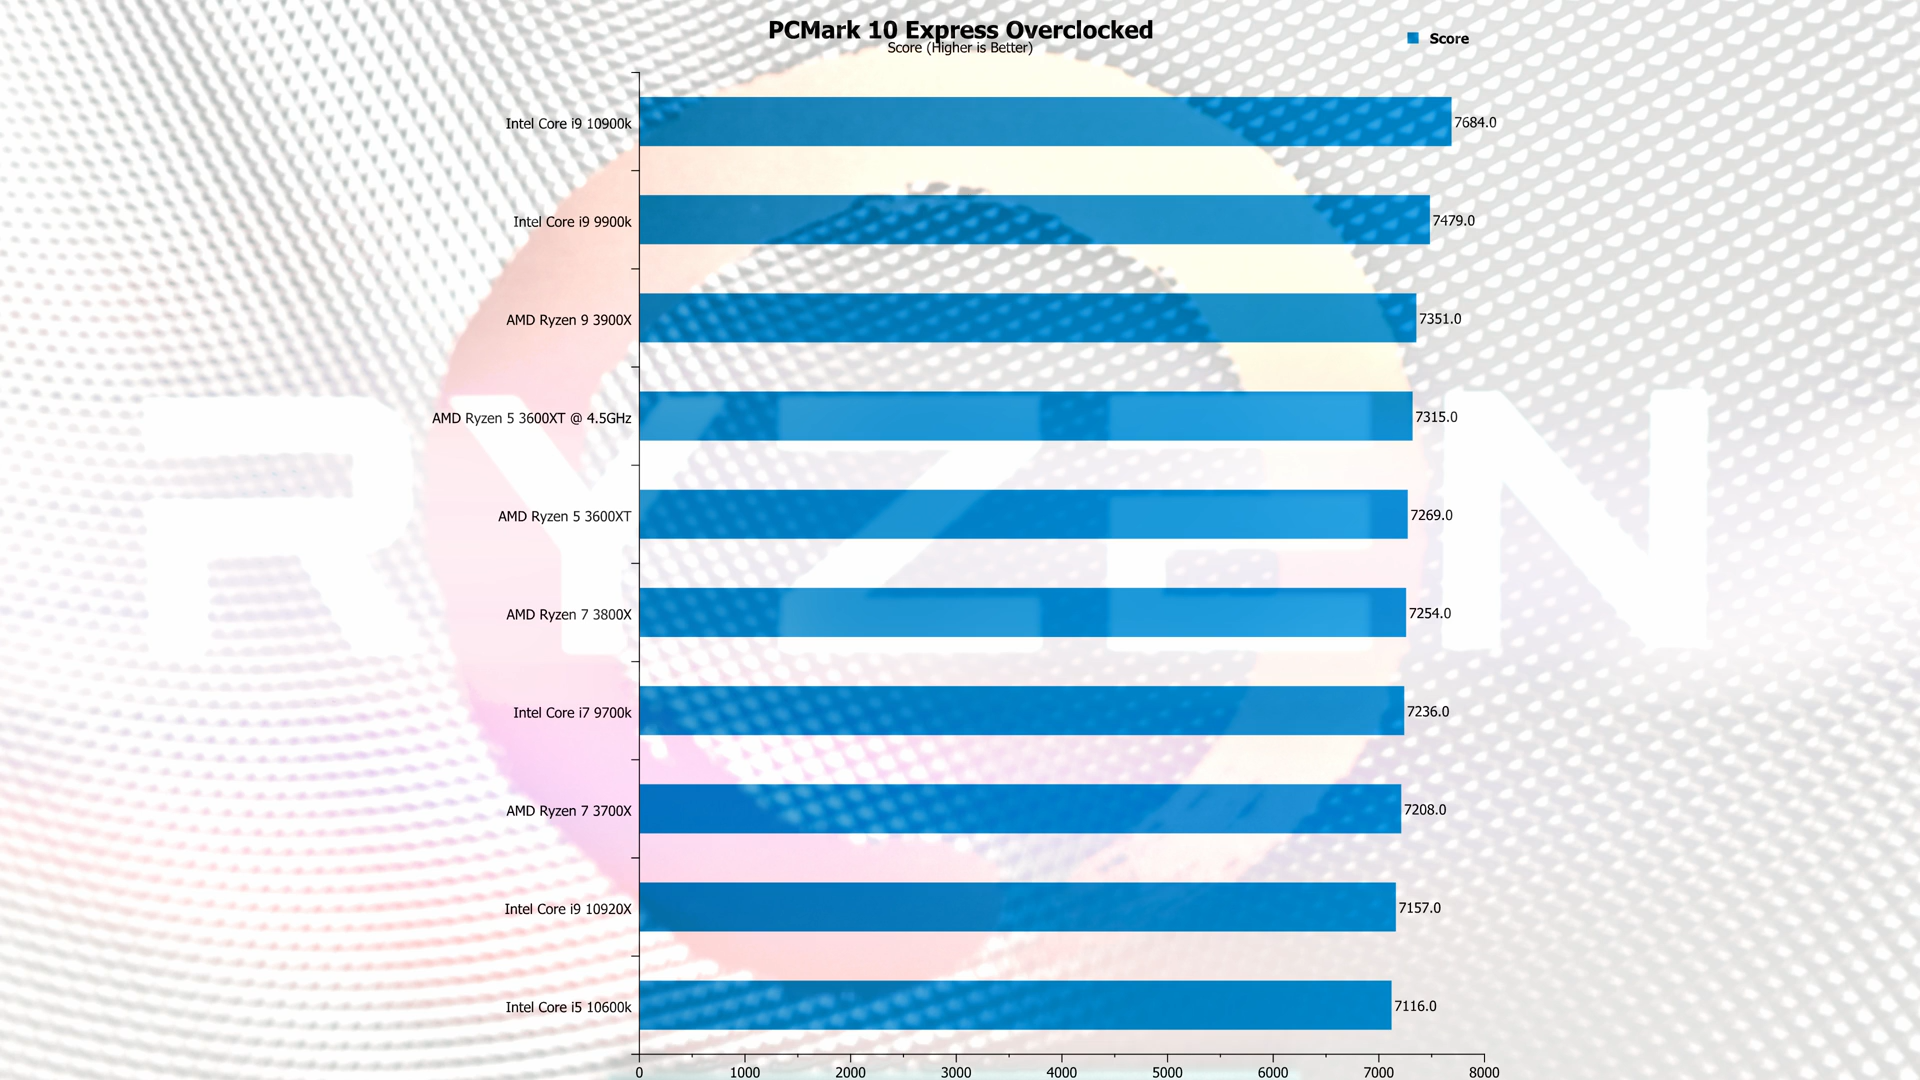 PCMark 10 Express Overclocked
Score (Higher is Better)
Score
Intel Core i9 10900k 7684.0
Intel Core i9 9900k 7479.0
AMD Ryzen 9 3900X 7351.0
AMD Ryzen 5 3600XT @ 4.5GHz 7315.0
AMD Ryzen 5 3600XT 7269.0
AMD Ryzen 7 3800X 7254.0
Intel Core i7 9700k 7236.0
AMD Ryzen 7 3700X 7208.0
Intel Core i9 10920X 7157.0
Intel Core i5 10600k 7116.0
0 1000 2000 3000 4000 5000 6000 7000 8000
RYZEN